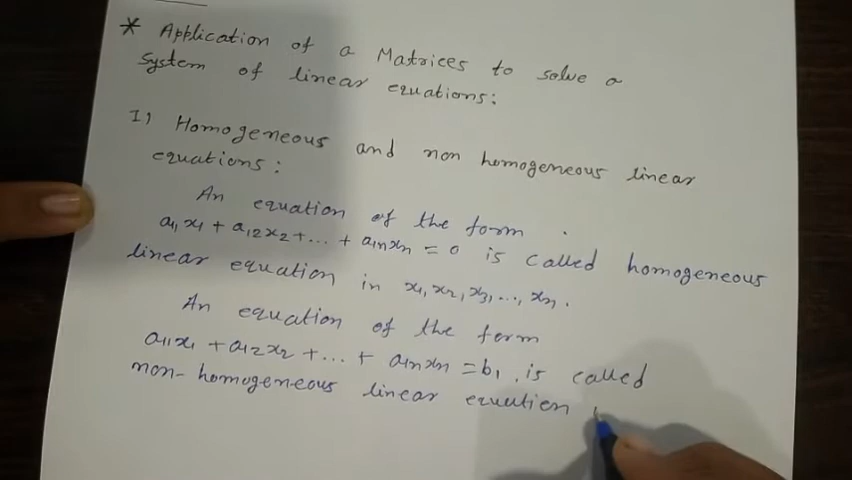 * Application of a Matrices to solve a
System of linear equations:
I) Homogeneous and non homogeneous linear
equations:
An equation of the form
a11x1 + a12x2 + ... + a1nxn = 0 is called homogeneous
linear equation in x1, x2, x3, ..., xn.
An equation of the form
a11x1 + a12x2 + ... + a1nxn = b1 . is called
non-homogeneous linear equation